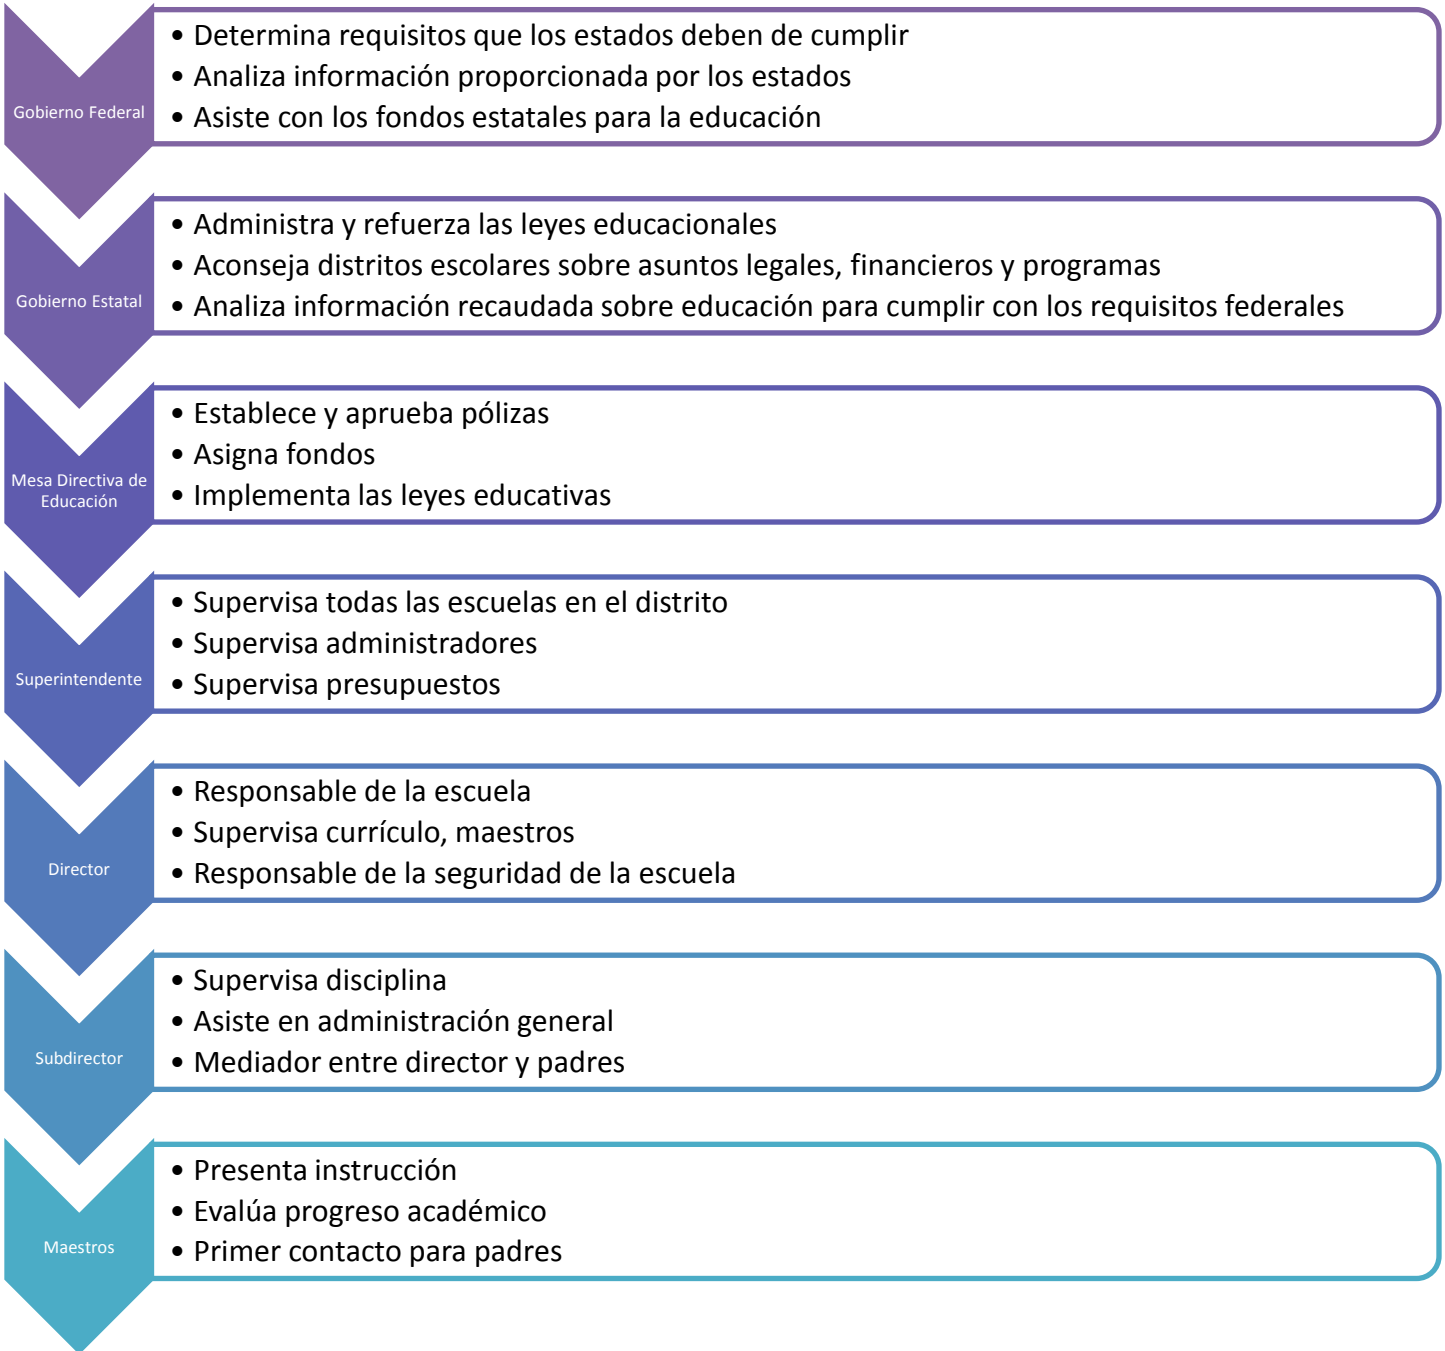 Gobierno Federal
• Determina requisitos que los estados deben de cumplir
• Analiza información proporcionada por los estados
• Asiste con los fondos estatales para la educación
Gobierno Estatal
• Administra y refuerza las leyes educacionales
• Aconseja distritos escolares sobre asuntos legales, financieros y programas
• Analiza información recaudada sobre educación para cumplir con los requisitos federales
Mesa Directiva de
Educación
• Establece y aprueba pólizas
• Asigna fondos
• Implementa las leyes educativas
Superintendente
• Supervisa todas las escuelas en el distrito
• Supervisa administradores
• Supervisa presupuestos
Director
• Responsable de la escuela
• Supervisa currículo, maestros
• Responsable de la seguridad de la escuela
Subdirector
• Supervisa disciplina
• Asiste en administración general
• Mediador entre director y padres
Maestros
• Presenta instrucción
• Evalúa progreso académico
• Primer contacto para padres